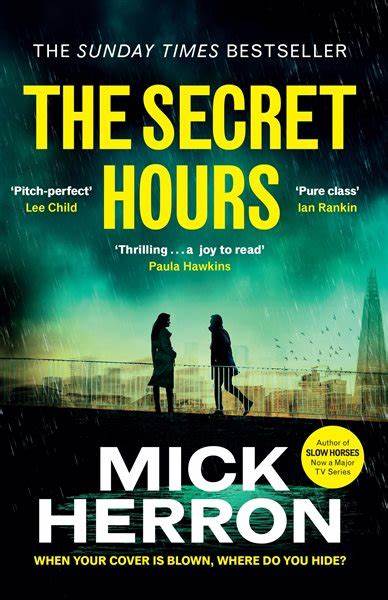 THE SUNDAY TIMES BESTSELLER
THE SECRET
HOURS
‘Pitch-perfect’
Lee Child
‘Pure class’
Ian Rankin
‘Thrilling...a joy to read’
Paula Hawkins
MICK
HERRON
Author of
SLOW HORSES
Now a Major
TV Series
WHEN YOUR COVER IS BLOWN, WHERE DO YOU HIDE?